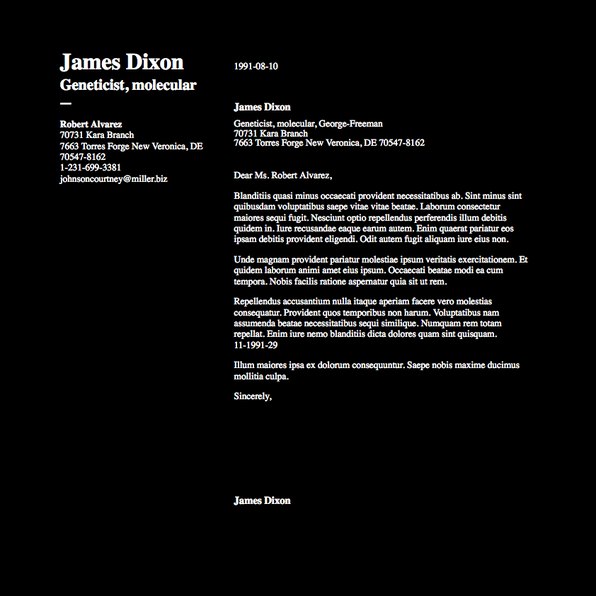 James Dixon
Geneticist, molecular
Robert Alvarez
70731 Kara Branch
7663 Torres Forge New Veronica, DE
70547-8162
1-231-699-3381
johnsoncourtney@miller.biz
1991-08-10
James Dixon
Geneticist, molecular, George-Freeman
70731 Kara Branch
7663 Torres Forge New Veronica, DE 70547-8162
Dear Ms. Robert Alvarez,
Blanditiis quasi minus occaecati provident necessitatibus ab. Sint minus sint
quibusdam voluptatibus saepe vitae vitae beatae. Laborum consectetur
maiores sequi fugit. Nesciunt optio repellendus perferendis illum debitis
quidem in. Iure recusandae eaque earum autem. Enim quaerat pariatur eos
ipsam debitis provident eligendi. Odit autem fugit aliquam iure eius non.
Unde magnam provident pariatur molestiae ipsum veritatis exercitationem. Et
quidem laborum animi amet eius ipsum. Occaecati beatae modi ea cum
tempora. Nobis facilis ratione aspernatur quia sit ut rem.
Repellendus accusantium nulla itaque aperiam facere vero molestias
consequatur. Provident quos temporibus non harum. Voluptatibus nam
assumenda beatae necessitatibus sequi similique. Numquam rem totam
repellat. Enim iure nemo blanditiis dicta dolores quam sint quisquam.
11-1991-29
Illum maiores ipsa ex dolorum consequuntur. Saepe nobis maxime ducimus
mollitia culpa.
Sincerely,
James Dixon